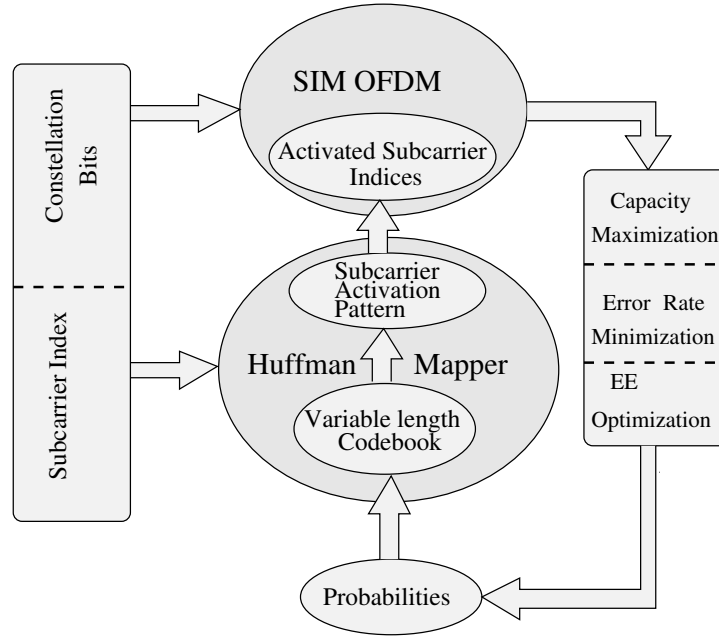 SIM OFDM
Activated Subcarrier
Indices
Constellation
Bits
Subcarrier Index
Capacity
Maximization
Error Rate
Minimization
EE
Optimization
Subcarrier
Activation
Pattern
Huffman Mapper
Variable length
Codebook
Probabilities